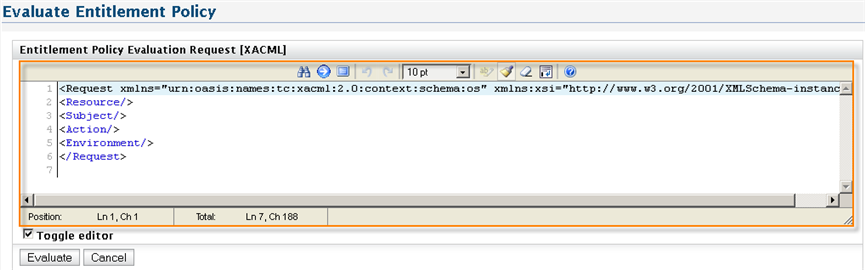 Evaluate Entitlement Policy
Entitlement Policy Evaluation Request [XACML]
10 pt
1 <Request xmlns="urn:oasis:names:tc:xacml:2.0:context:schema:os" xmlns:xsi="http://www.w3.org/2001/XMLSchema-instanc
2 <Resource/>
3 <Subject/>
4 <Action/>
5 <Environment/>
6 </Request>
7
Position: Ln 1, Ch 1 Total: Ln 7, Ch 188
Toggle editor
Evaluate Cancel